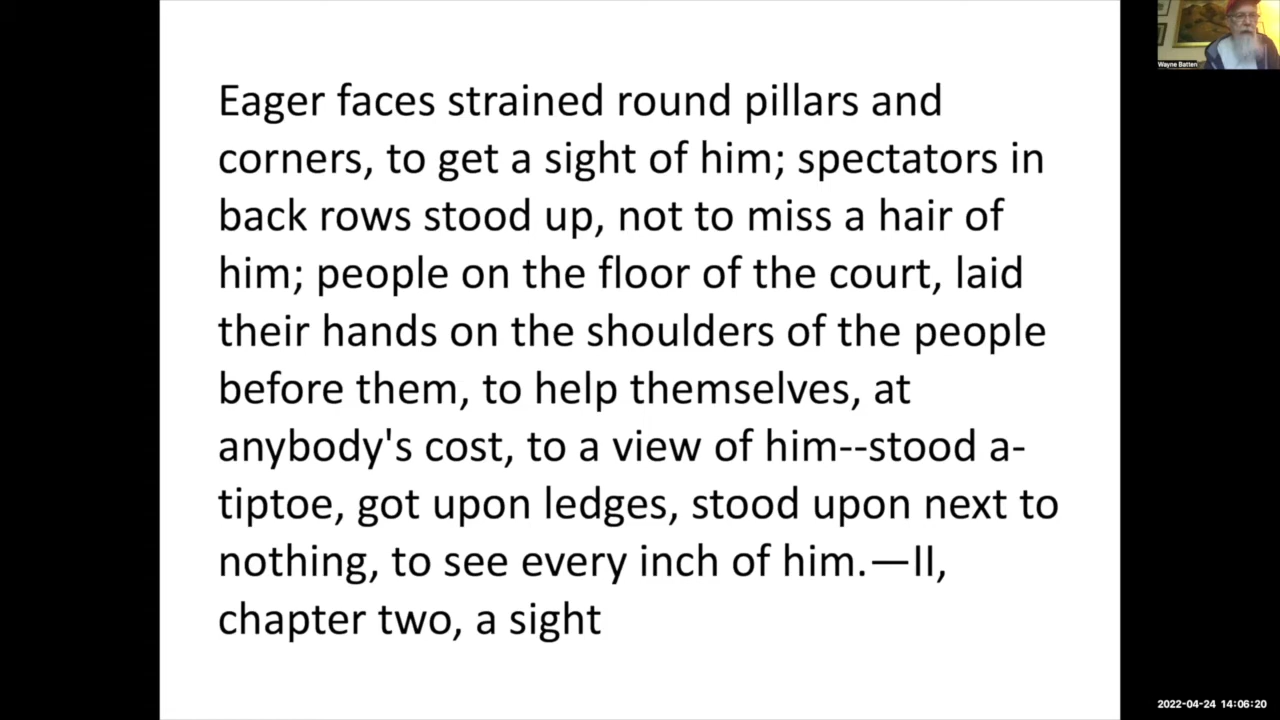 Eager faces strained round pillars and
corners, to get a sight of him; spectators in
back rows stood up, not to miss a hair of
him; people on the floor of the court, laid
their hands on the shoulders of the people
before them, to help themselves, at
anybody's cost, to a view of him--stood a-
tiptoe, got upon ledges, stood upon next to
nothing, to see every inch of him.—II,
chapter two, a sight
Wayne Batten
2022-04-24 14:06:20